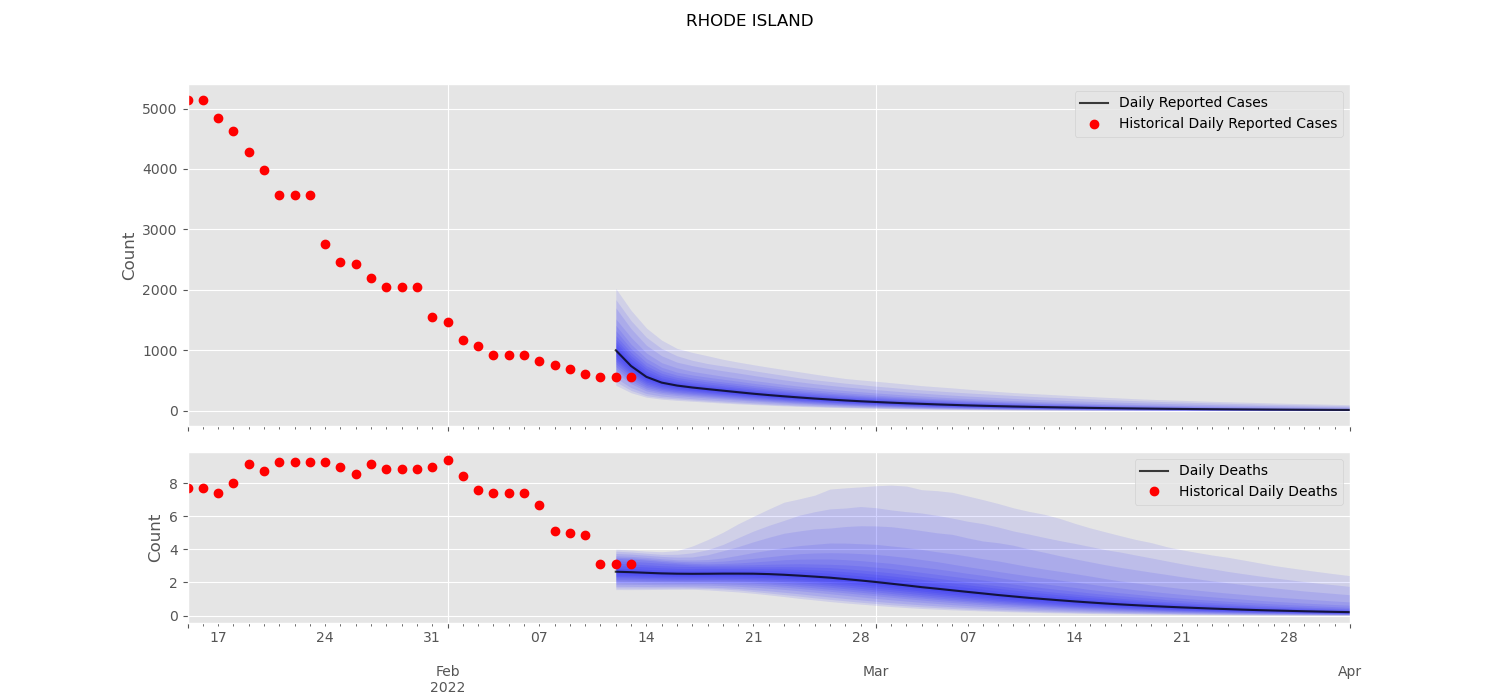 RHODE ISLAND
5000
4000
3000
2000
1000
0
Count
Daily Reported Cases
Historical Daily Reported Cases
8
6
4
2
0
Count
Daily Deaths
Historical Daily Deaths
17 24 31 07 14 21 28 07 14 21 28
Feb Mar Apr
2022